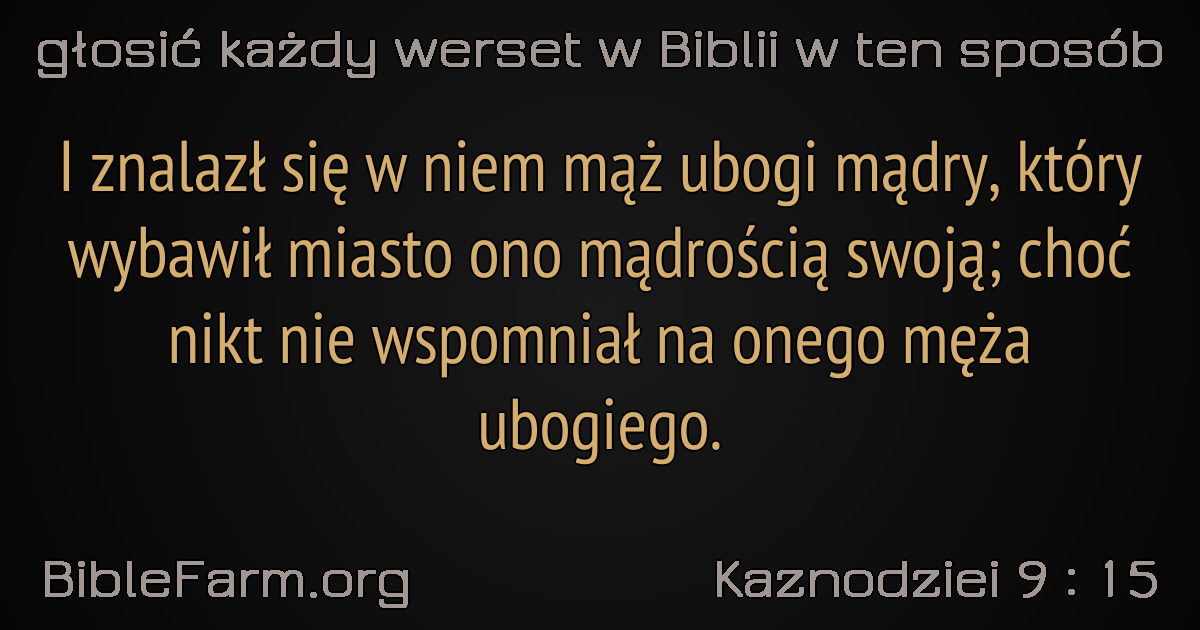 głosić każdy werset w Biblii w ten sposób
I znalazł się w niem mąż ubogi mądry, który
wybawił miasto ono mądrością swoją; choć
nikt nie wspomniał na onego męża
ubogiego.
BibleFarm.org
Kaznodziei 9 : 15